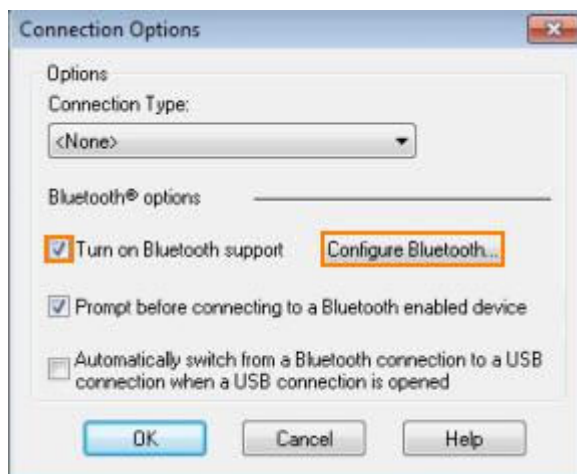 Connection Options
Options
Connection Type:
<None>
Bluetooth® options
Turn on Bluetooth support
Configure Bluetooth...
Prompt before connecting to a Bluetooth enabled device
Automatically switch from a Bluetooth connection to a USB
connection when a USB connection is opened
OK
Cancel
Help